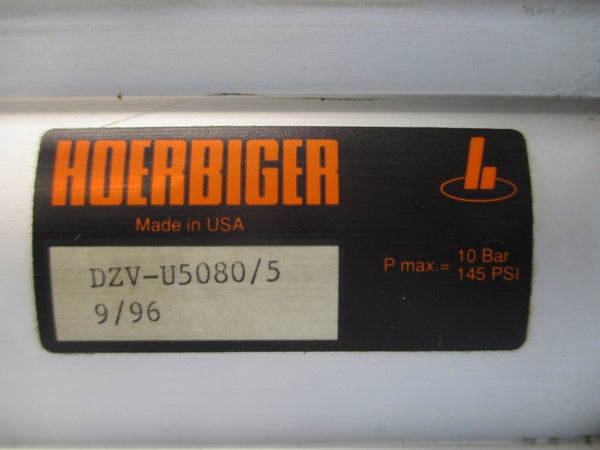 HOERBIGER
Made in USA
DZV-U5080/5
9/96
P max.= 10 Bar
145 PSI